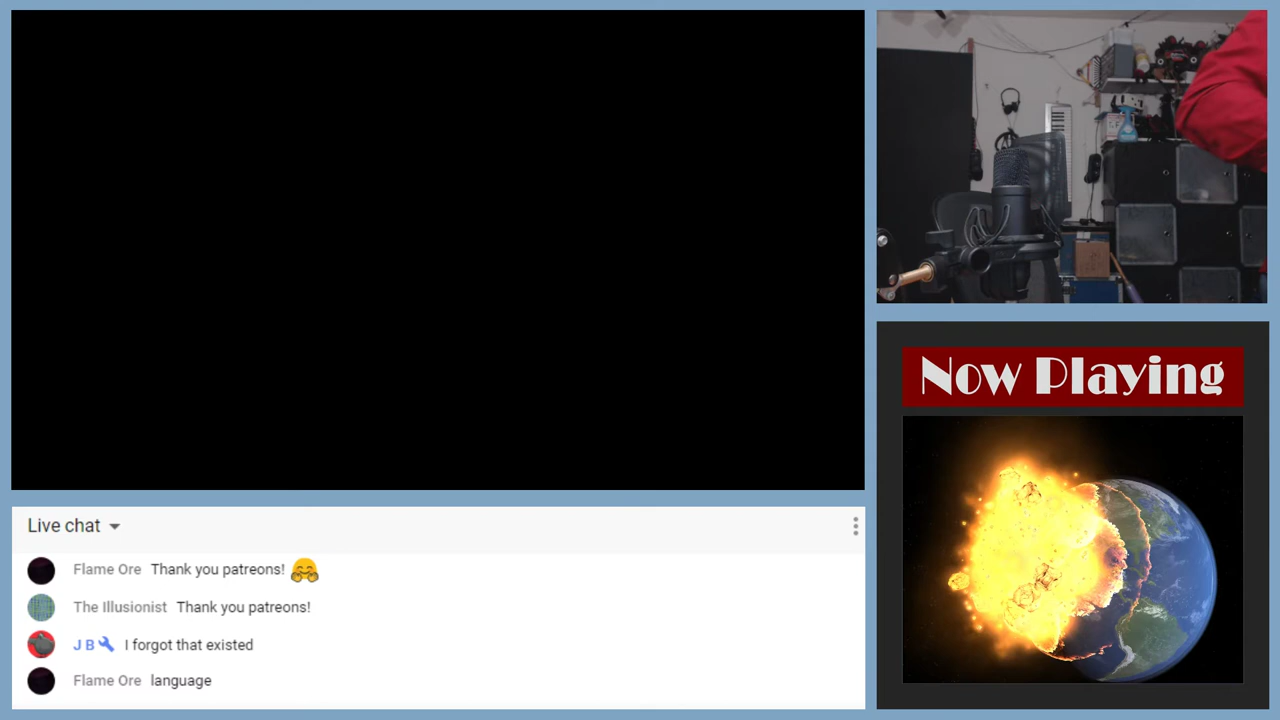 Now Playing
Live chat
Flame Ore Thank you patreons! 🤗
The Illusionist Thank you patreons!
J B I forgot that existed
Flame Ore language